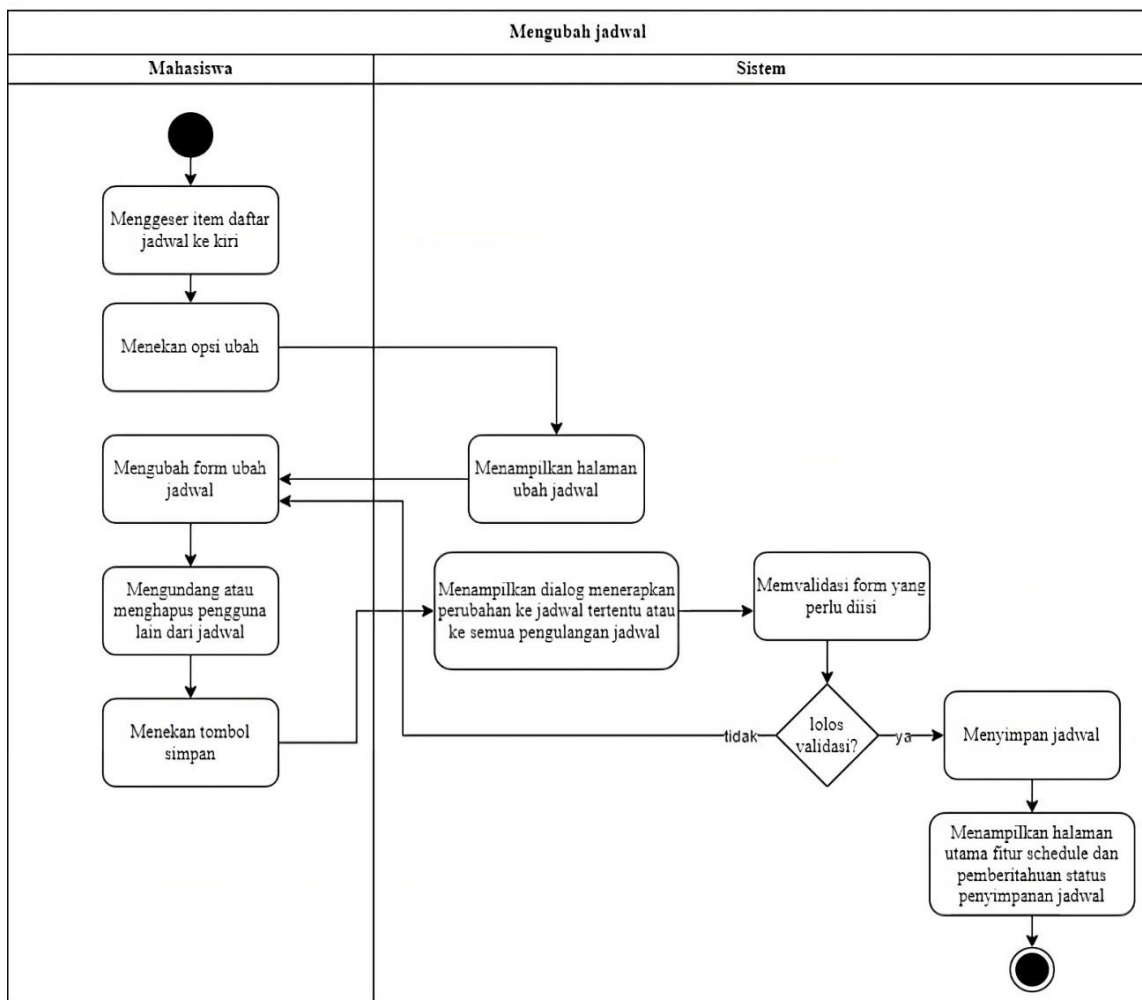 Mengubah jadwal
Mahasiswa
Sistem
Menggeser item daftar
jadwal ke kiri
Menekan opsi ubah
Menampilkan halaman
ubah jadwal
Mengubah form ubah
jadwal
Mengundang atau
menghapus pengguna
lain dari jadwal
Menekan tombol
simpan
Menampilkan dialog menerapkan
perubahan ke jadwal tertentu atau
ke semua pengulangan jadwal
Memvalidasi form yang
perlu diisi
lolos
validasi?
tidak
ya
Menyimpan jadwal
Menampilkan halaman
utama fitur schedule dan
pemberitahuan status
penyimpanan jadwal